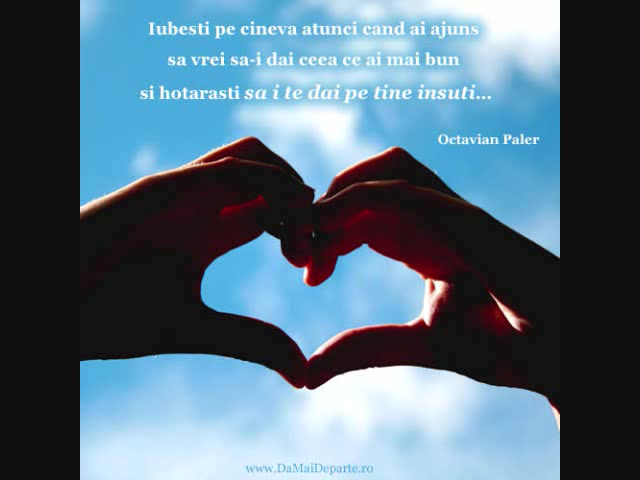 Iubesti pe cineva atunci cand ai ajuns
sa vrei sa-i dai ceea ce ai mai bun
si hotarasti sa i te dai pe tine insuti...
Octavian Paler
www.DaMaiDeparte.ro